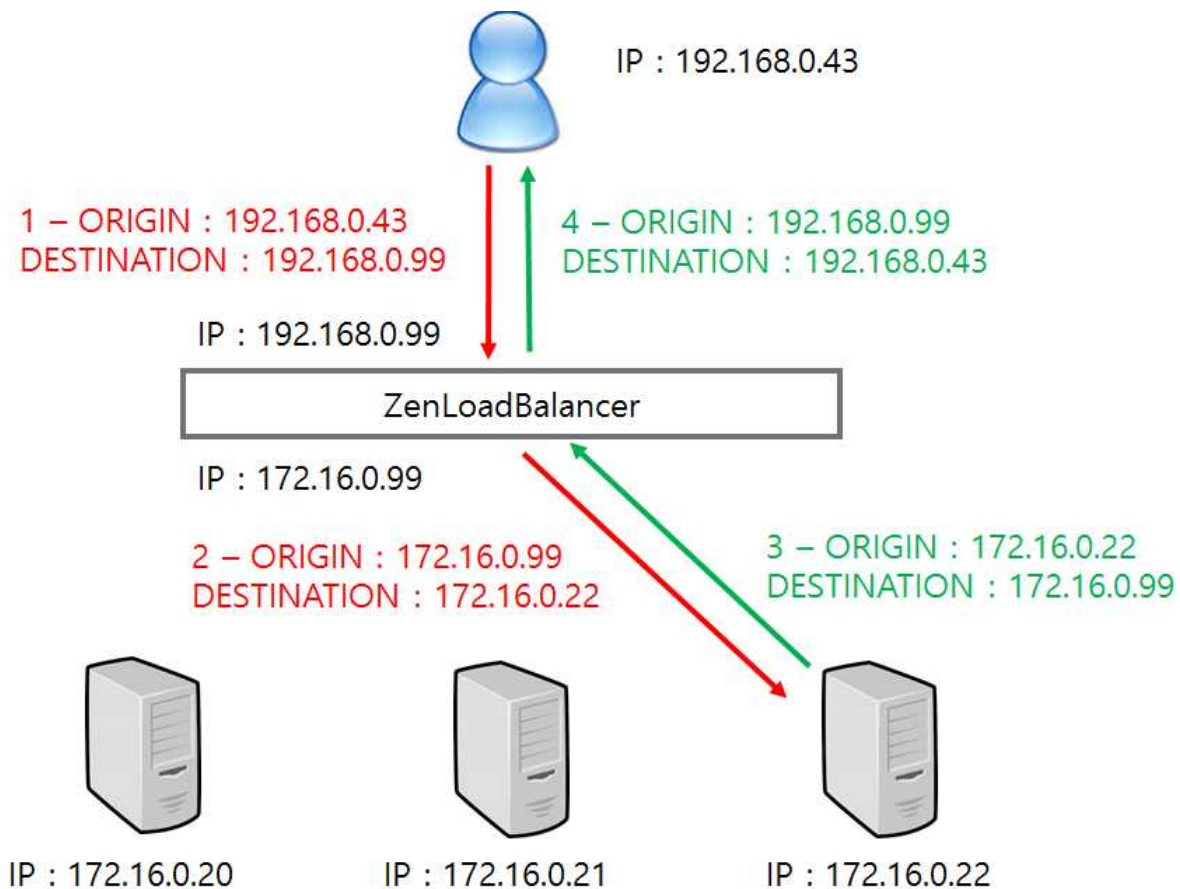 IP : 192.168.0.43
1 – ORIGIN : 192.168.0.43
DESTINATION : 192.168.0.99
4 – ORIGIN : 192.168.0.99
DESTINATION : 192.168.0.43
IP : 192.168.0.99
ZenLoadBalancer
IP : 172.16.0.99
2 – ORIGIN : 172.16.0.99
DESTINATION : 172.16.0.22
3 – ORIGIN : 172.16.0.22
DESTINATION : 172.16.0.99
IP : 172.16.0.20
IP : 172.16.0.21
IP : 172.16.0.22